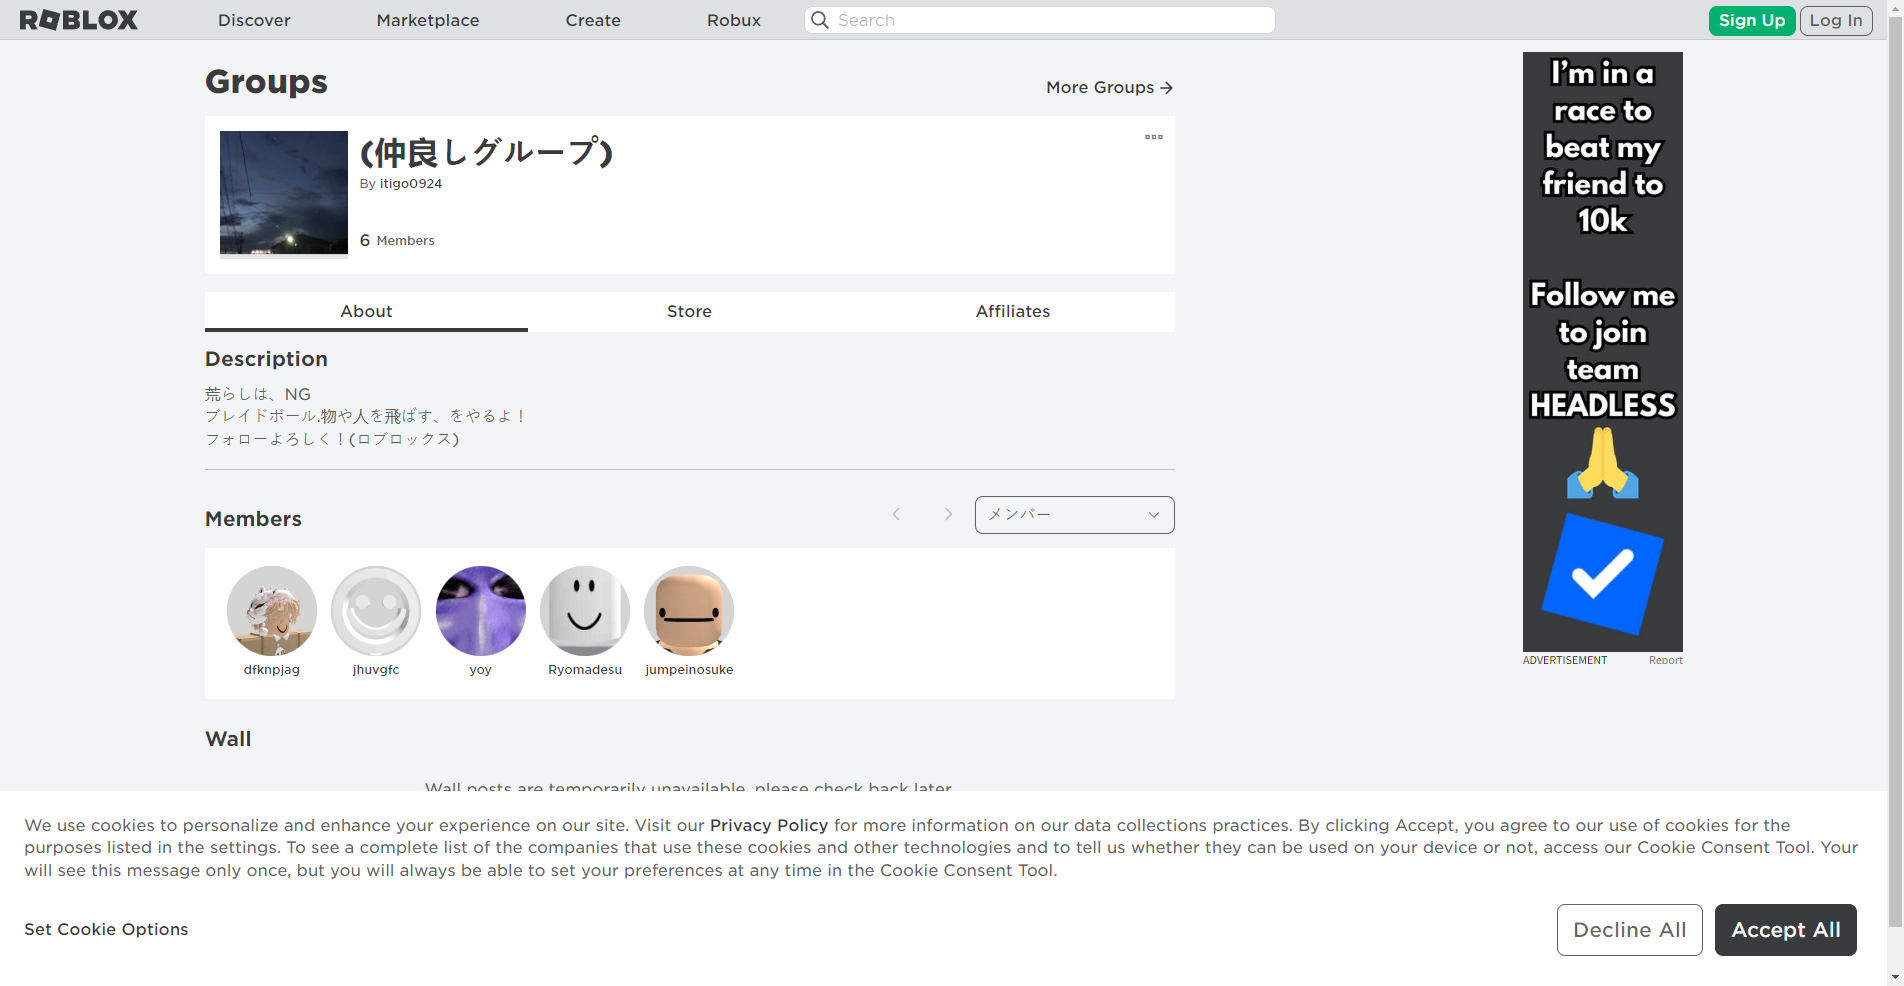 ROBLOX
Discover
Marketplace
Create
Robux
Search
Sign Up
Log In
Groups
More Groups →
(仲良しグループ)
By itigo0924
6 Members
About
Store
Affiliates
Description
荒らしは、NG
ブレイドボール.物や人を飛ばす、をやるよ！
フォローよろしく！(ロブロックス)
Members
メンバー
dfknpjag
jhuvgfc
yoy
Ryomadesu
jumpeinosuke
Wall
Wall posts are temporarily unavailable, please check back later
I'm in a
race to
beat my
friend to
10k
Follow me
to join
team
HEADLESS
ADVERTISEMENT
Report
We use cookies to personalize and enhance your experience on our site. Visit our Privacy Policy for more information on our data collections practices. By clicking Accept, you agree to our use of cookies for the
purposes listed in the settings. To see a complete list of the companies that use these cookies and other technologies and to tell us whether they can be used on your device or not, access our Cookie Consent Tool. Your
will see this message only once, but you will always be able to set your preferences at any time in the Cookie Consent Tool.
Set Cookie Options
Decline All
Accept All